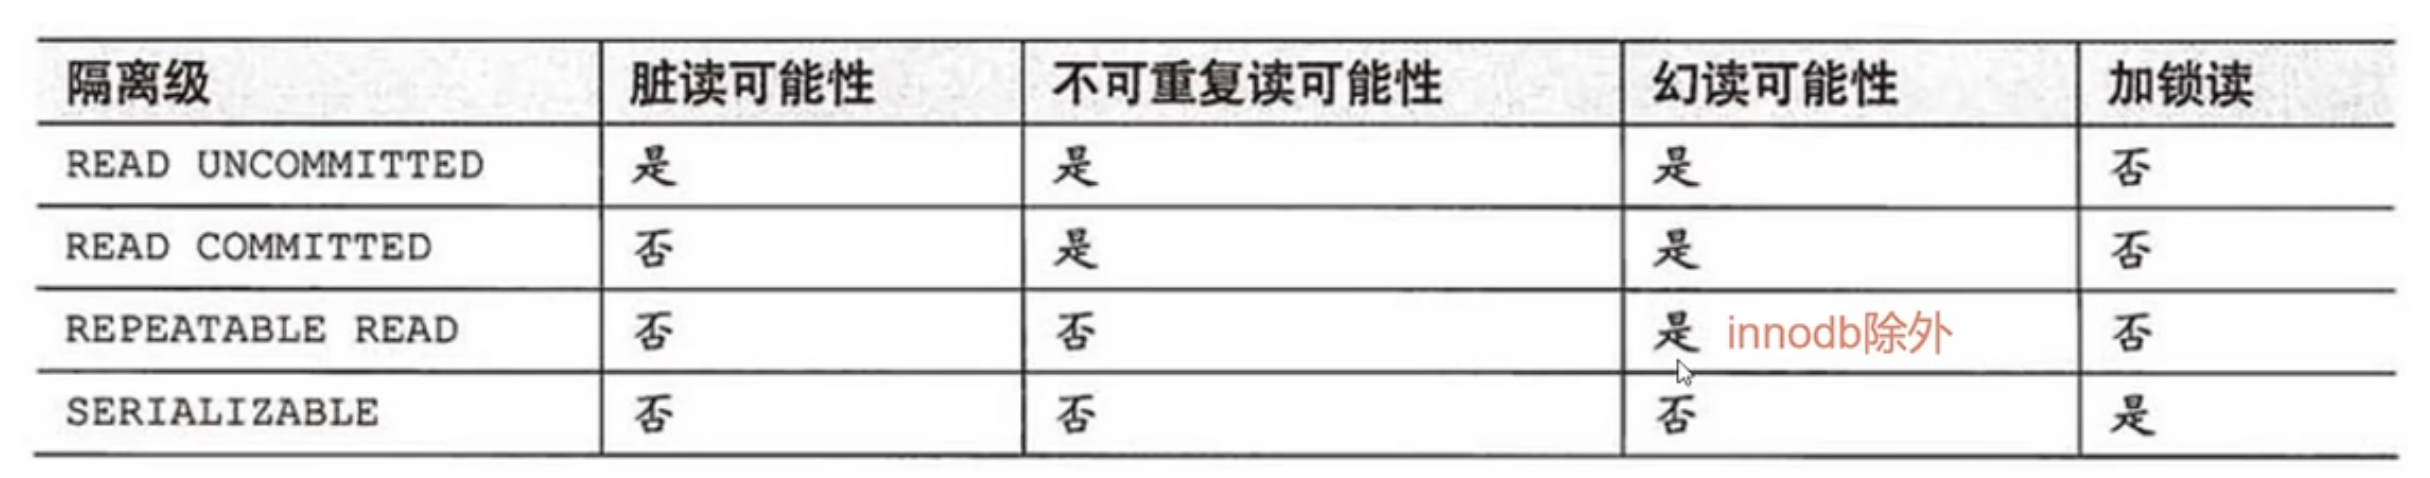 隔离级 脏读可能性 不可重复读可能性 幻读可能性 加锁读
READ UNCOMMITTED 是 是 是 否
READ COMMITTED 否 是 是 否
REPEATABLE READ 否 否 是 innodb除外 否
SERIALIZABLE 否 否 否 是